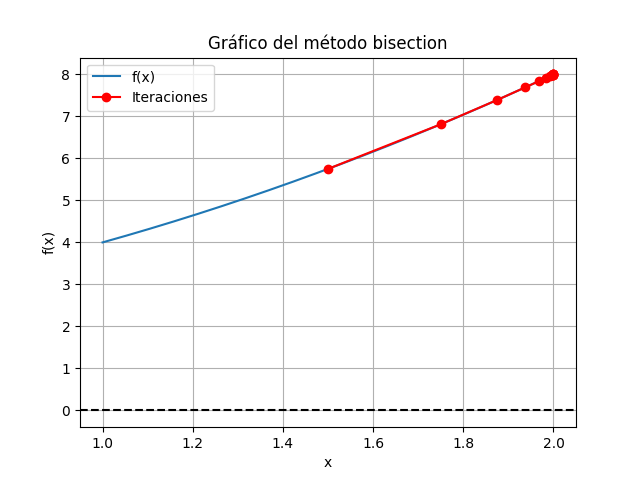 Gráfico del método bisection
f(x)
Iteraciones
8
7
6
5
4
3
2
1
0
f(x)
1.0 1.2 1.4 1.6 1.8 2.0
x